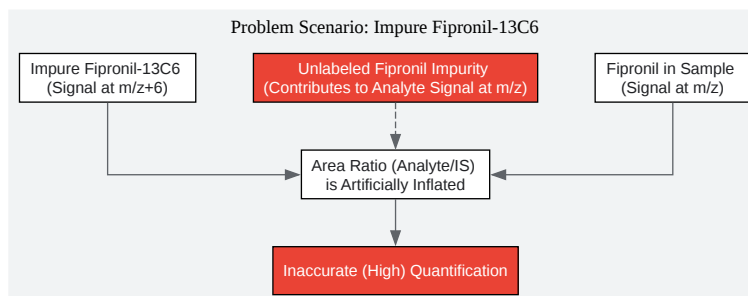 Problem Scenario: Impure Fipronil-13C6
Impure Fipronil-13C6
(Signal at m/z+6)
Unlabeled Fipronil Impurity
(Contributes to Analyte Signal at m/z)
Fipronil in Sample
(Signal at m/z)
Area Ratio (Analyte/IS)
is Artificially Inflated
Inaccurate (High) Quantification